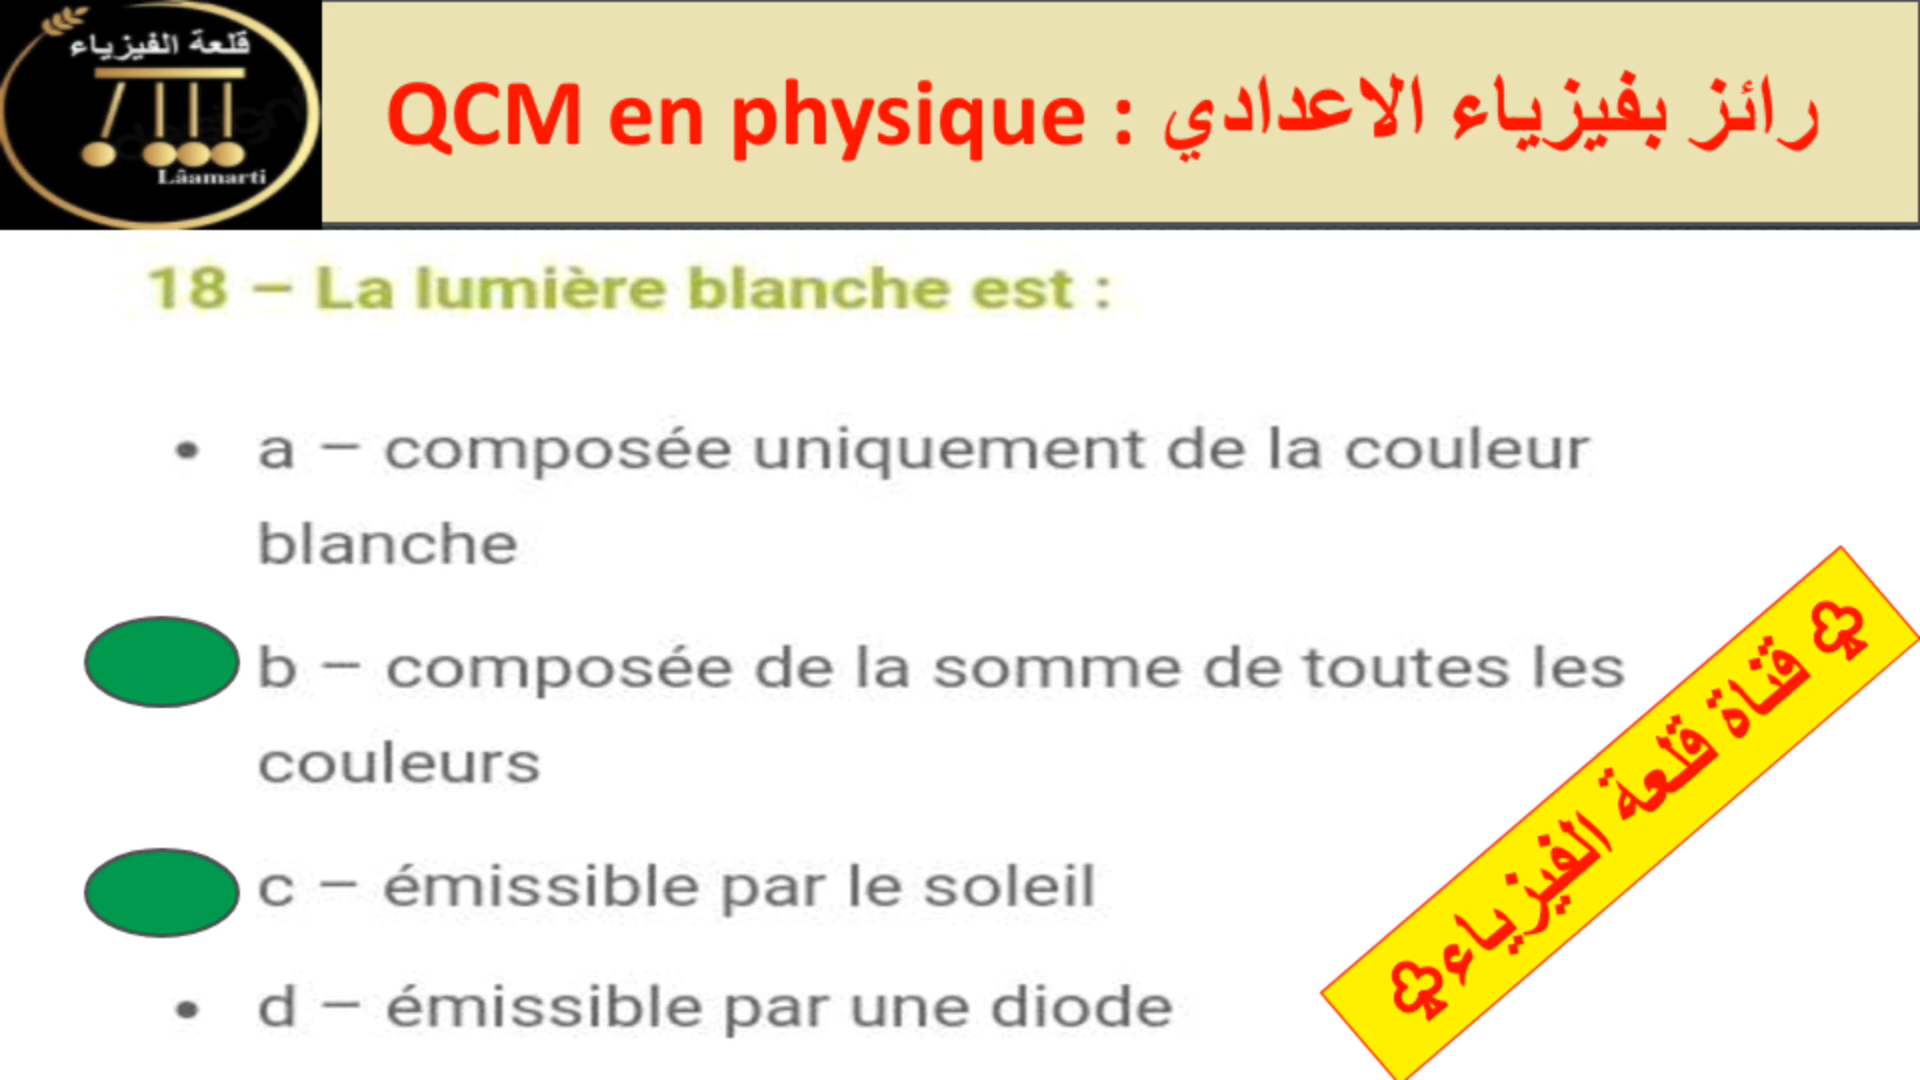 قلعة الفيزياء
Lâamarti
QCM en physique : رائز بفيزياء الاعدادي
18 – La lumière blanche est :
• a – composée uniquement de la couleur
blanche
b – composée de la somme de toutes les
couleurs
c – émissible par le soleil
• d – émissible par une diode
قناة قلعة الفيزياء